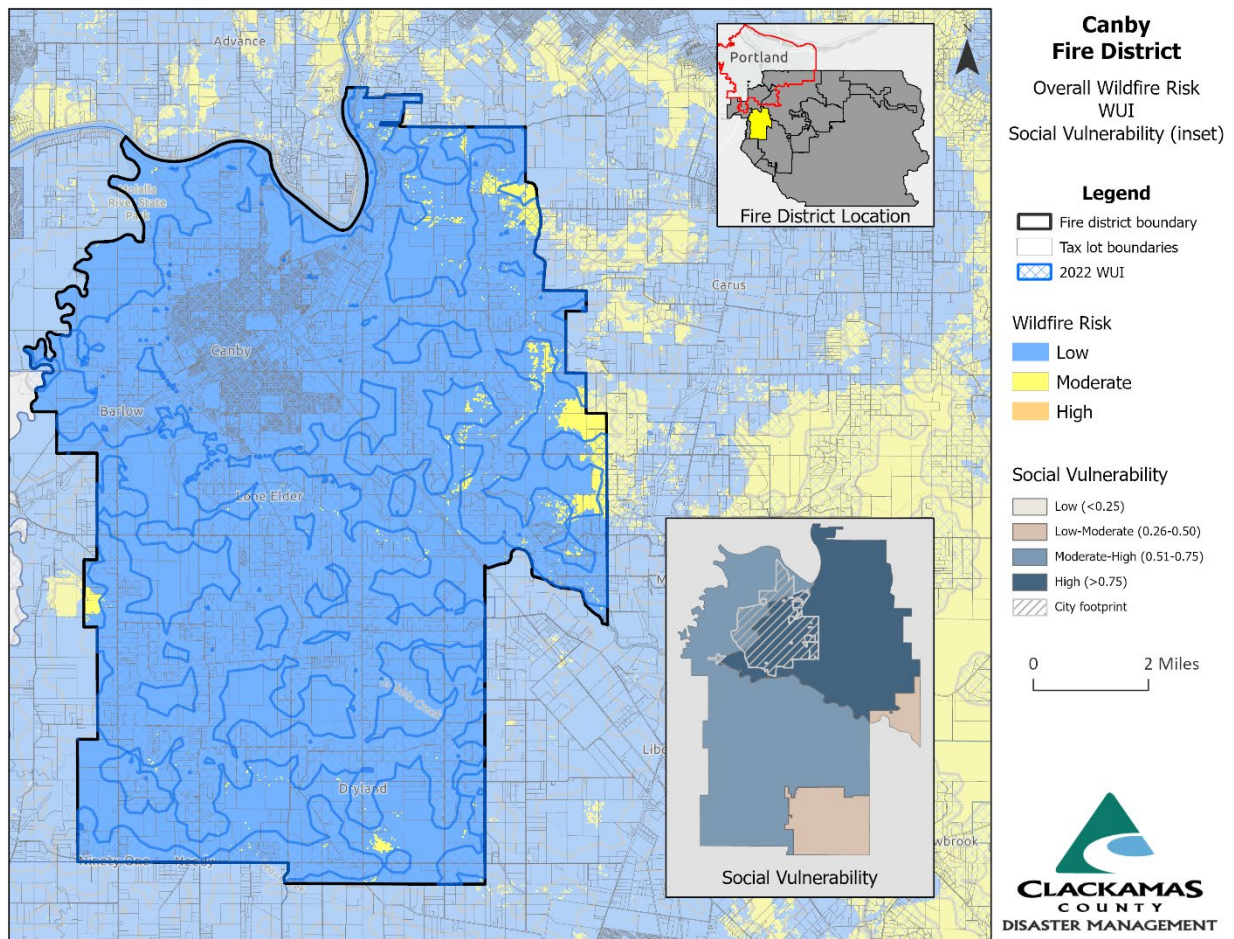 Advance
Molalla
River State
Park
Canby
Barlow
Lone Elder
Carus
Dryland
Ninety One
Needy
Portland
Fire District Location
Social Vulnerability
Canby
Fire District
Overall Wildfire Risk
WUI
Social Vulnerability (inset)
Legend
Fire district boundary
Tax lot boundaries
2022 WUI
Wildfire Risk
Low
Moderate
High
Social Vulnerability
Low (<0.25)
Low-Moderate (0.26-0.50)
Moderate-High (0.51-0.75)
High (>0.75)
City footprint
0 2 Miles
CLACKAMAS
COUNTY
DISASTER MANAGEMENT